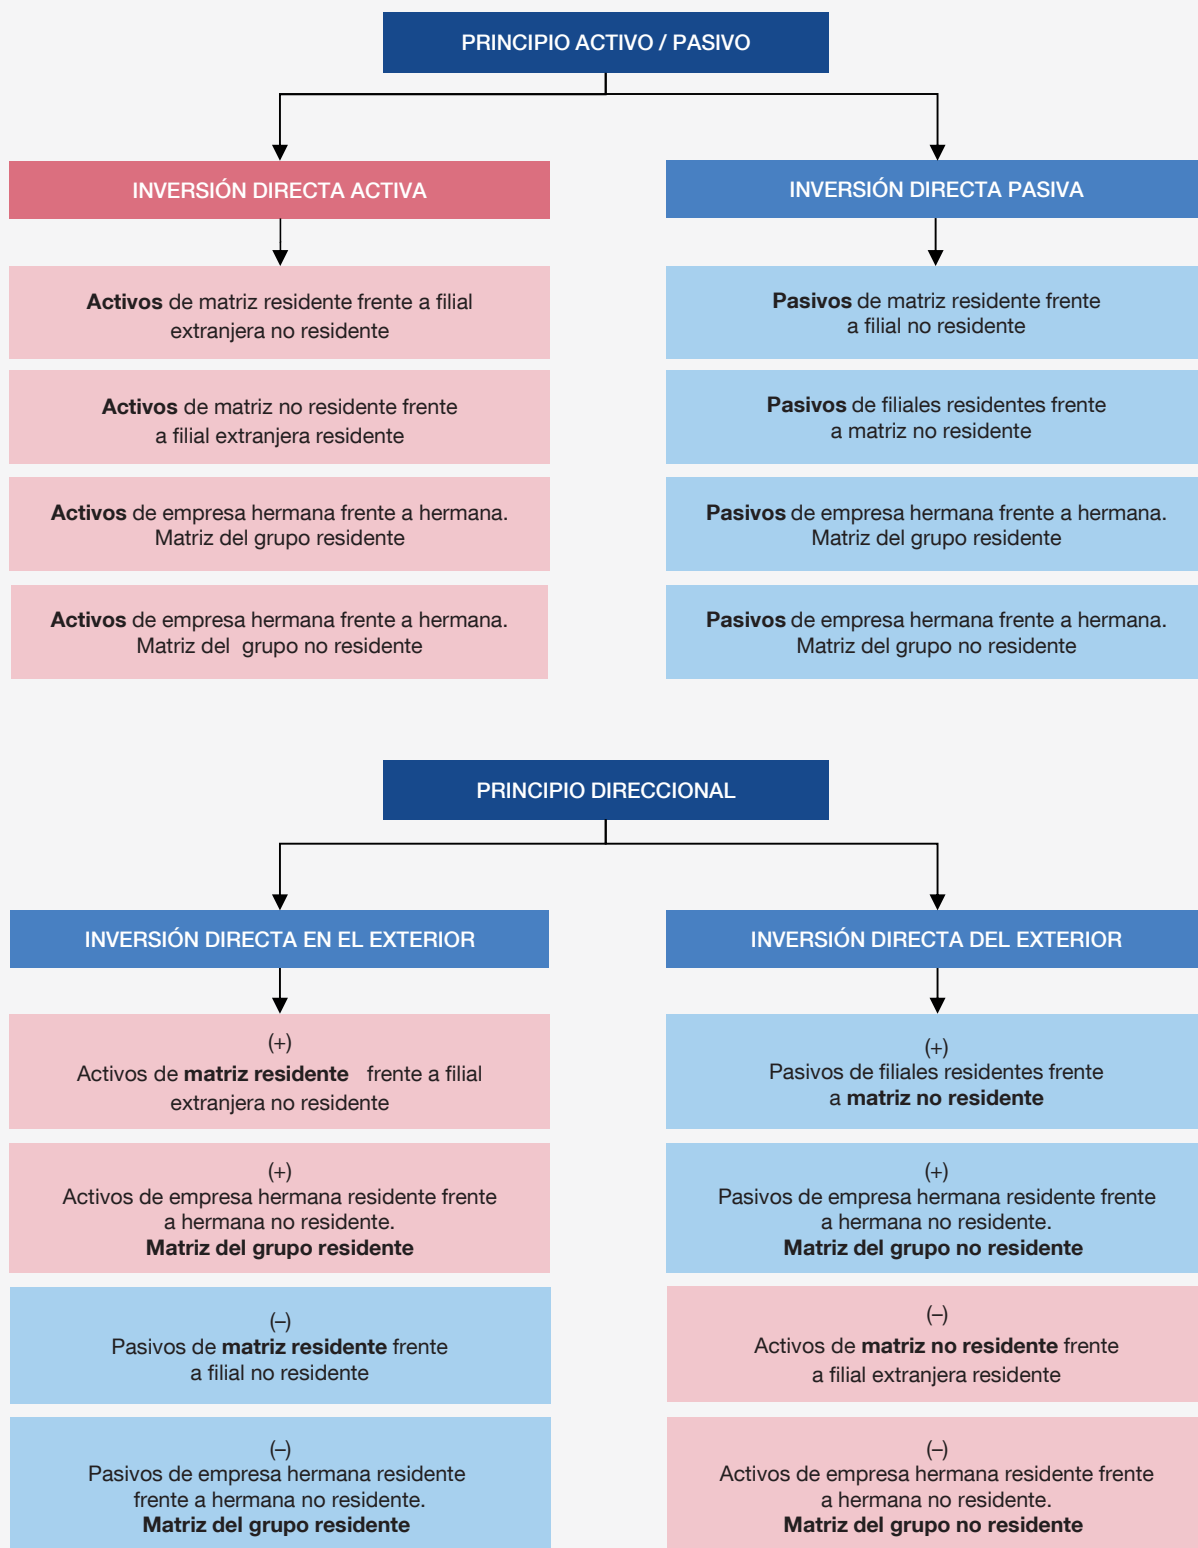 PRINCIPIO ACTIVO / PASIVO
INVERSIÓN DIRECTA ACTIVA
Activos de matriz residente frente a filial
extranjera no residente
Activos de matriz no residente frente
a filial extranjera residente
Activos de empresa hermana frente a hermana.
Matriz del grupo residente
Activos de empresa hermana frente a hermana.
Matriz del grupo no residente
INVERSIÓN DIRECTA PASIVA
Pasivos de matriz residente frente
a filial no residente
Pasivos de filiales residentes frente
a matriz no residente
Pasivos de empresa hermana frente a hermana.
Matriz del grupo residente
Pasivos de empresa hermana frente a hermana.
Matriz del grupo no residente
PRINCIPIO DIRECCIONAL
INVERSIÓN DIRECTA EN EL EXTERIOR
(+)
Activos de matriz residente frente a filial
extranjera no residente
(+)
Activos de empresa hermana residente frente
a hermana no residente.
Matriz del grupo residente
(–)
Pasivos de matriz residente frente
a filial no residente
(–)
Pasivos de empresa hermana residente
frente a hermana no residente.
Matriz del grupo residente
INVERSIÓN DIRECTA DEL EXTERIOR
(+)
Pasivos de filiales residentes frente
a matriz no residente
(+)
Pasivos de empresa hermana residente frente
a hermana no residente.
Matriz del grupo no residente
(–)
Activos de matriz no residente frente
a filial extranjera residente
(–)
Activos de empresa hermana residente frente
a hermana no residente.
Matriz del grupo no residente